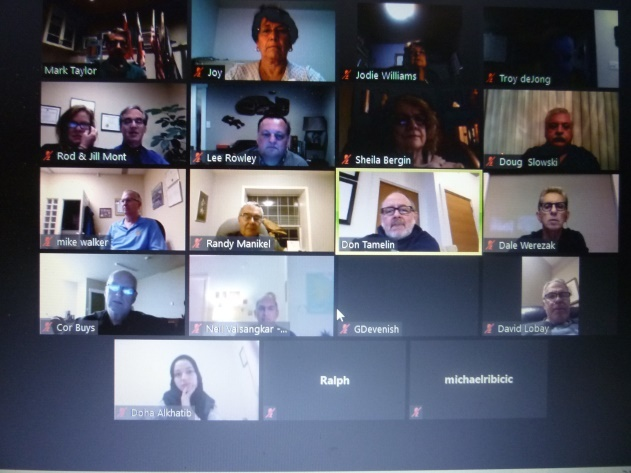 Mark Taylor
Joy
Jodie Williams
Troy deJong
Rod & Jill Mont
Lee Rowley
Sheila Bergin
Doug Slowski
mike walker
Randy Manikel
Don Tamelin
Dale Werezak
Cor Buys
Neil Vaisangkar -...
GDevenish
David Lobay
Doha Alkhatib
Ralph
michaelribicic